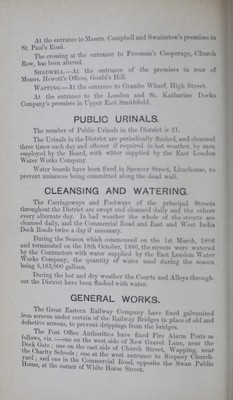 At the entrance to Messrs. Campbell and Swainston's premises in
St. Paul's Road.
The crossing at the entrance to Freeman's Cooperage, Church
Row, has been altered.
SHADWELL.—At the entrance of the premises in rear of
Messrs. Hewett's Offices, Gould's Hill.
WAPPING.—At the entrance to Granite Wharf, High Street.
At the entrance to the London and St. Katharine Docks
Company's premises in Upper East Smithfield.
PUBLIC URINALS.
The number of Public Urinals in the District is 21.
The Urinals in the District are periodically flushed, and cleansed
three times each day and oftener if required in hot weather, by men
employed by the Board, with water supplied by the East London
Water Works Company.
Water boards have been fixed in Spencer Street, Limehouse, to
prevent nuisances being committed along the dead wall.
CLEANSING AND WATERING.
The Carriageways and Footways of the principal Streets
throughout the District are swept and cleansed daily and the others
every alternate day. In bad weather the whole of the streets are
cleansed daily, and the Commercial Road and East and West India
Dock Roads twice a day if necessary.
During the Season which commenced on the 1st March, 1886
and terminated on the 18th October, 1886, the streets were watered
by the Contractors with water supplied by the East London Water
Works Company, the quantity of water used during the season
being 6,163,000 gallons.
During the hot and dry weather the Courts and Alleys through-
out the District have been flushed with water.
GENERAL WORKS.
The Great Eastern Railway Company have fixed galvanized
iron screens under certain of the Railway Bridges in place of old and
defective screens, to prevent drippings from the bridges.
The Post Office Authorities have fixed Fire Alarm Posts as
follows, viz.:—one on the west side of New Gravel Lane, near the
Dock Gate; one on the east side of Church Street, Wapping, near
the Charity Schools; one at the west entrance to Stepney Church-
yard; and one in the Commercial Road, opposite the Swan Public
House, at the corner of White Horse Street.